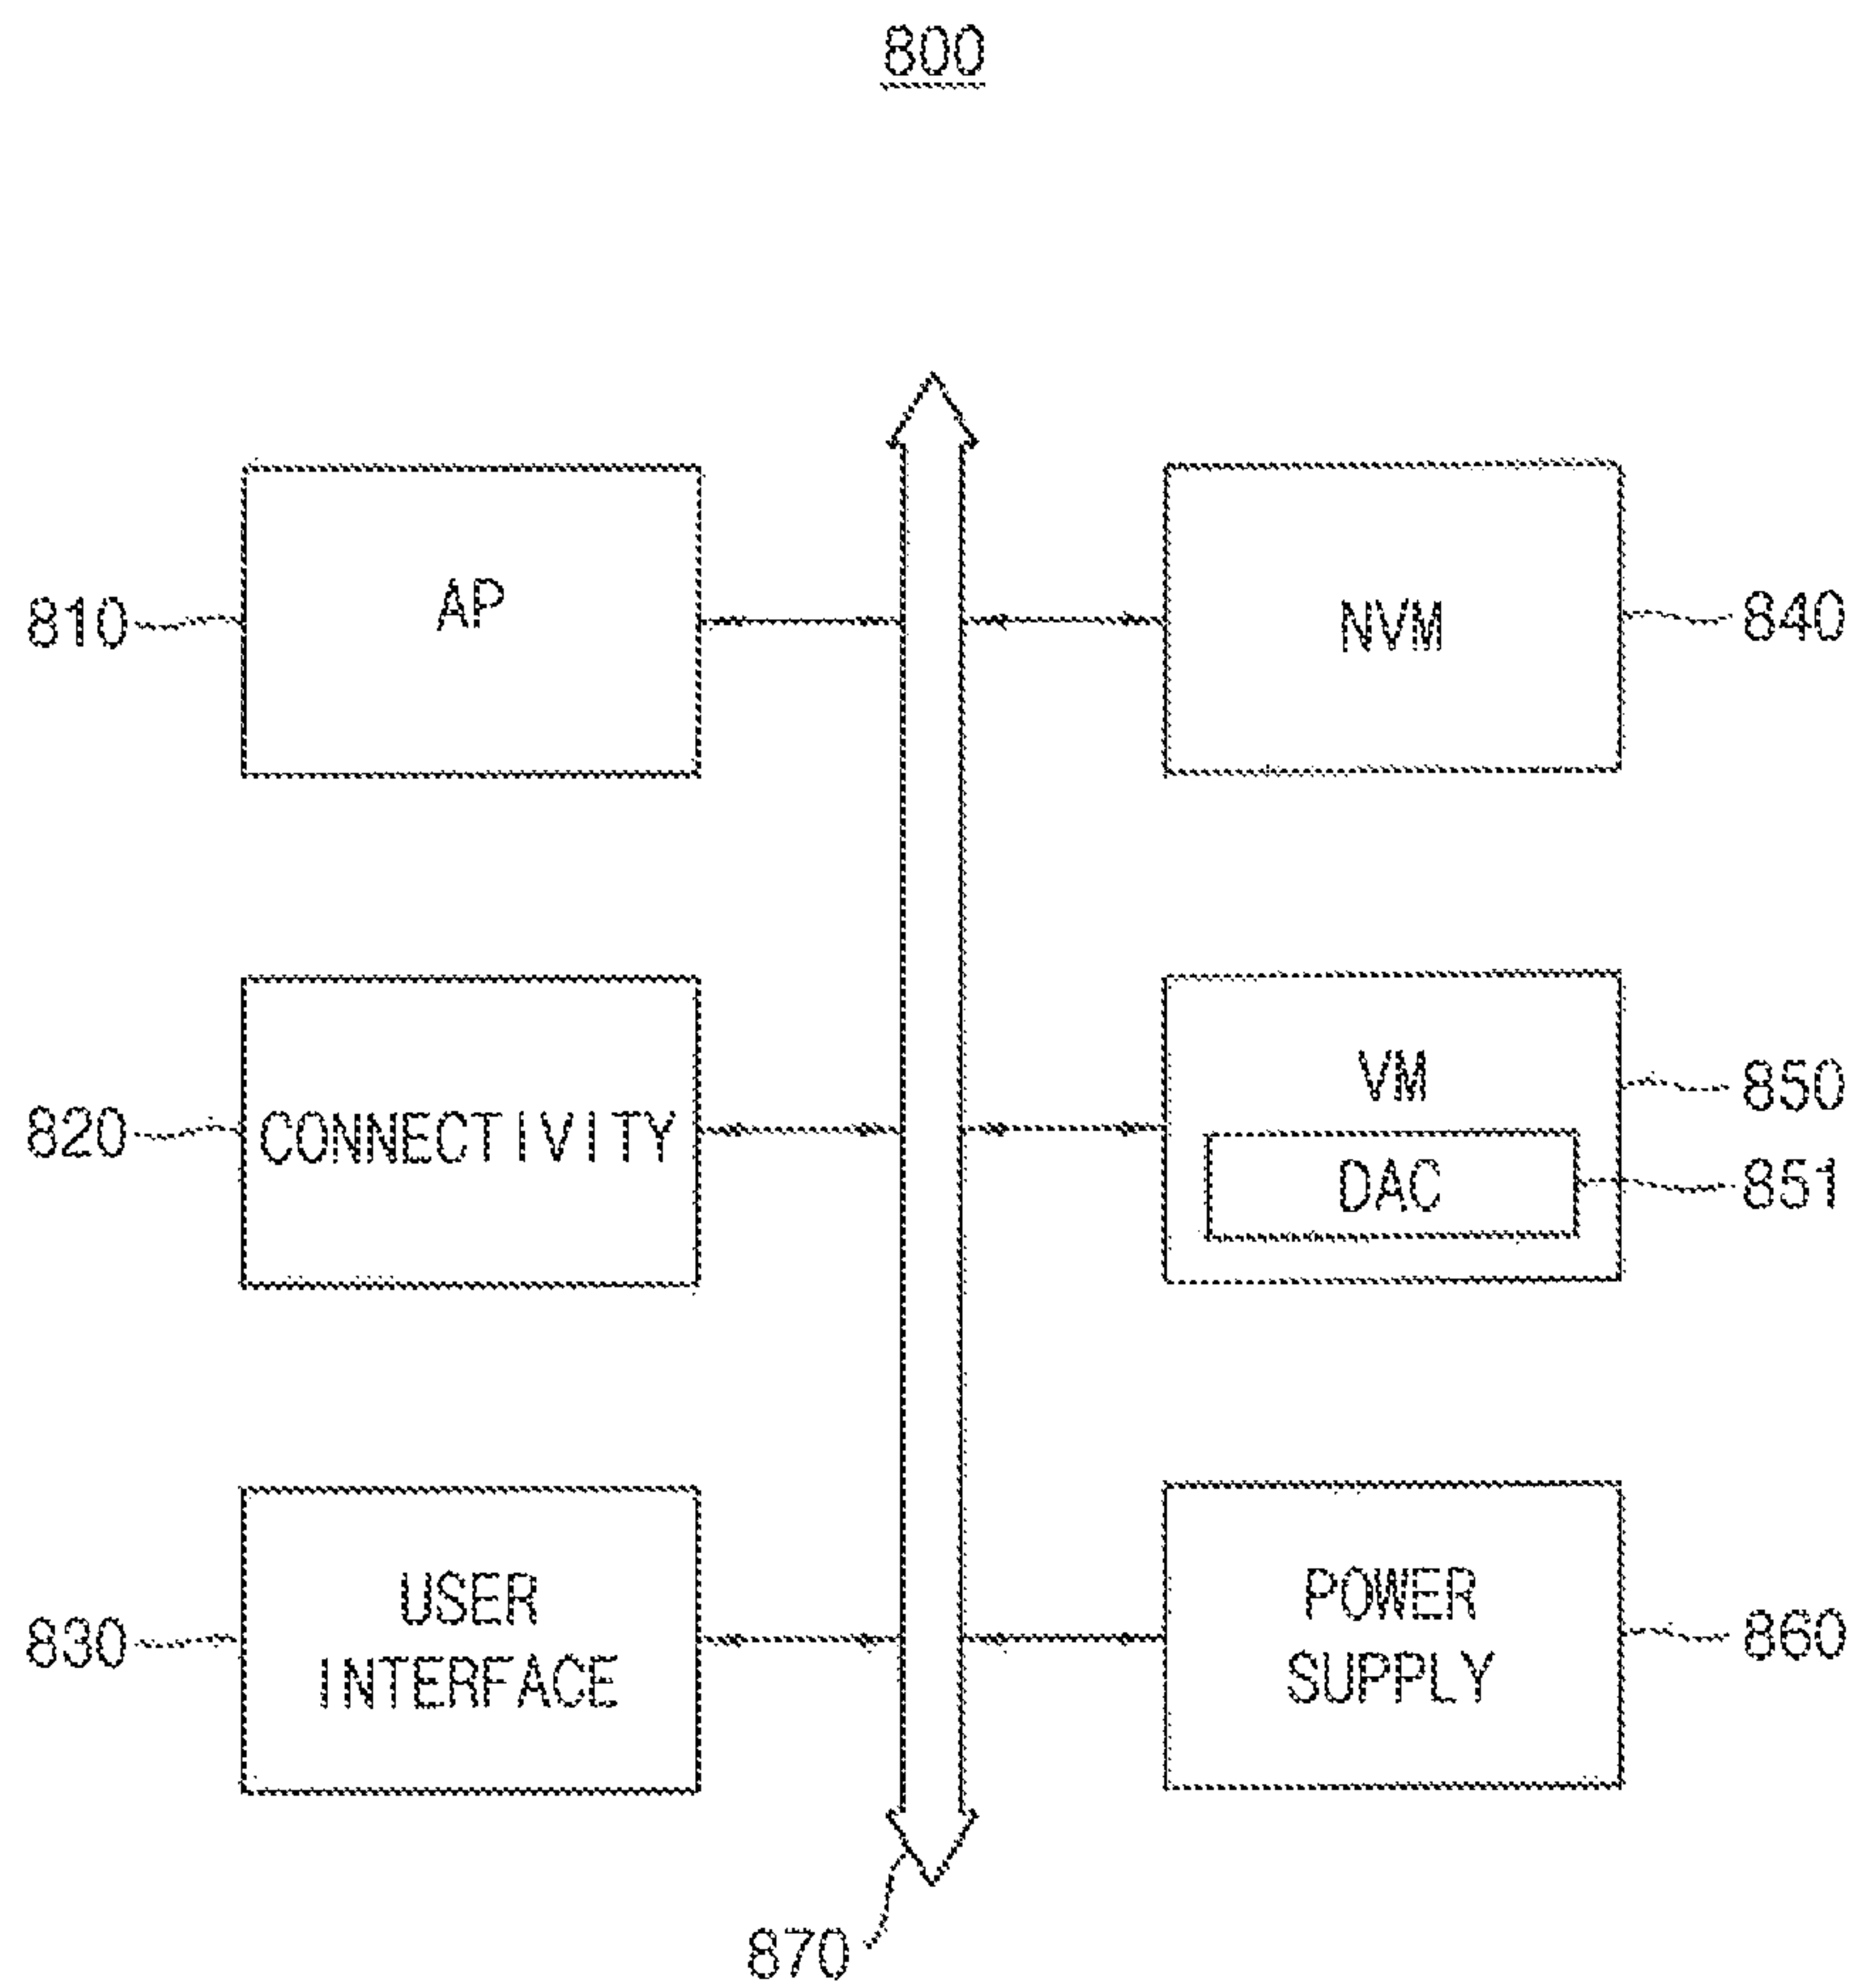 800
810
AP
NVM
840
820
CONNECTIVITY
VM
850
DAC
851
830
USER
INTERFACE
POWER
SUPPLY
860
870